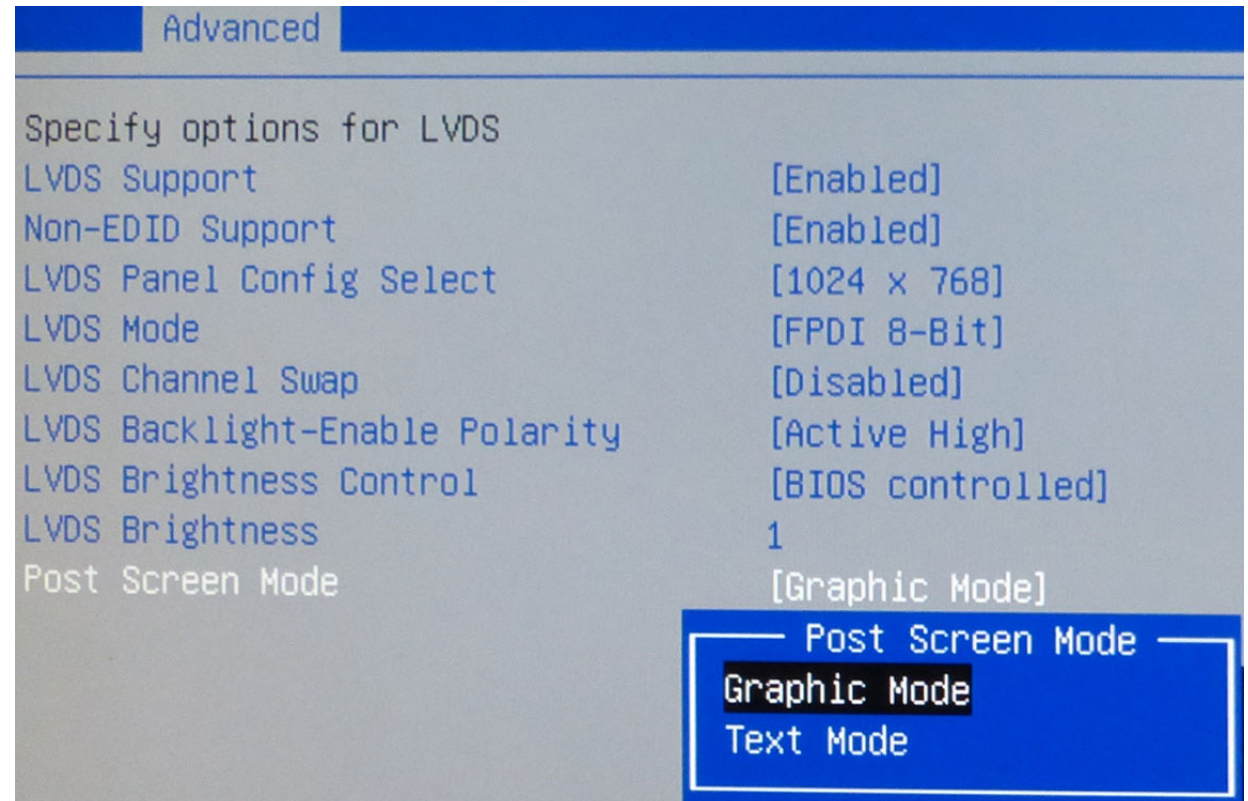 Advanced
Specify options for LVDS
LVDS Support [Enabled]
Non-EDID Support [Enabled]
LVDS Panel Config Select [1024 x 768]
LVDS Mode [FPDI 8-Bit]
LVDS Channel Swap [Disabled]
LVDS Backlight-Enable Polarity [Active High]
LVDS Brightness Control [BIOS controlled]
LVDS Brightness 1
Post Screen Mode [Graphic Mode]
Post Screen Mode
Graphic Mode
Text Mode